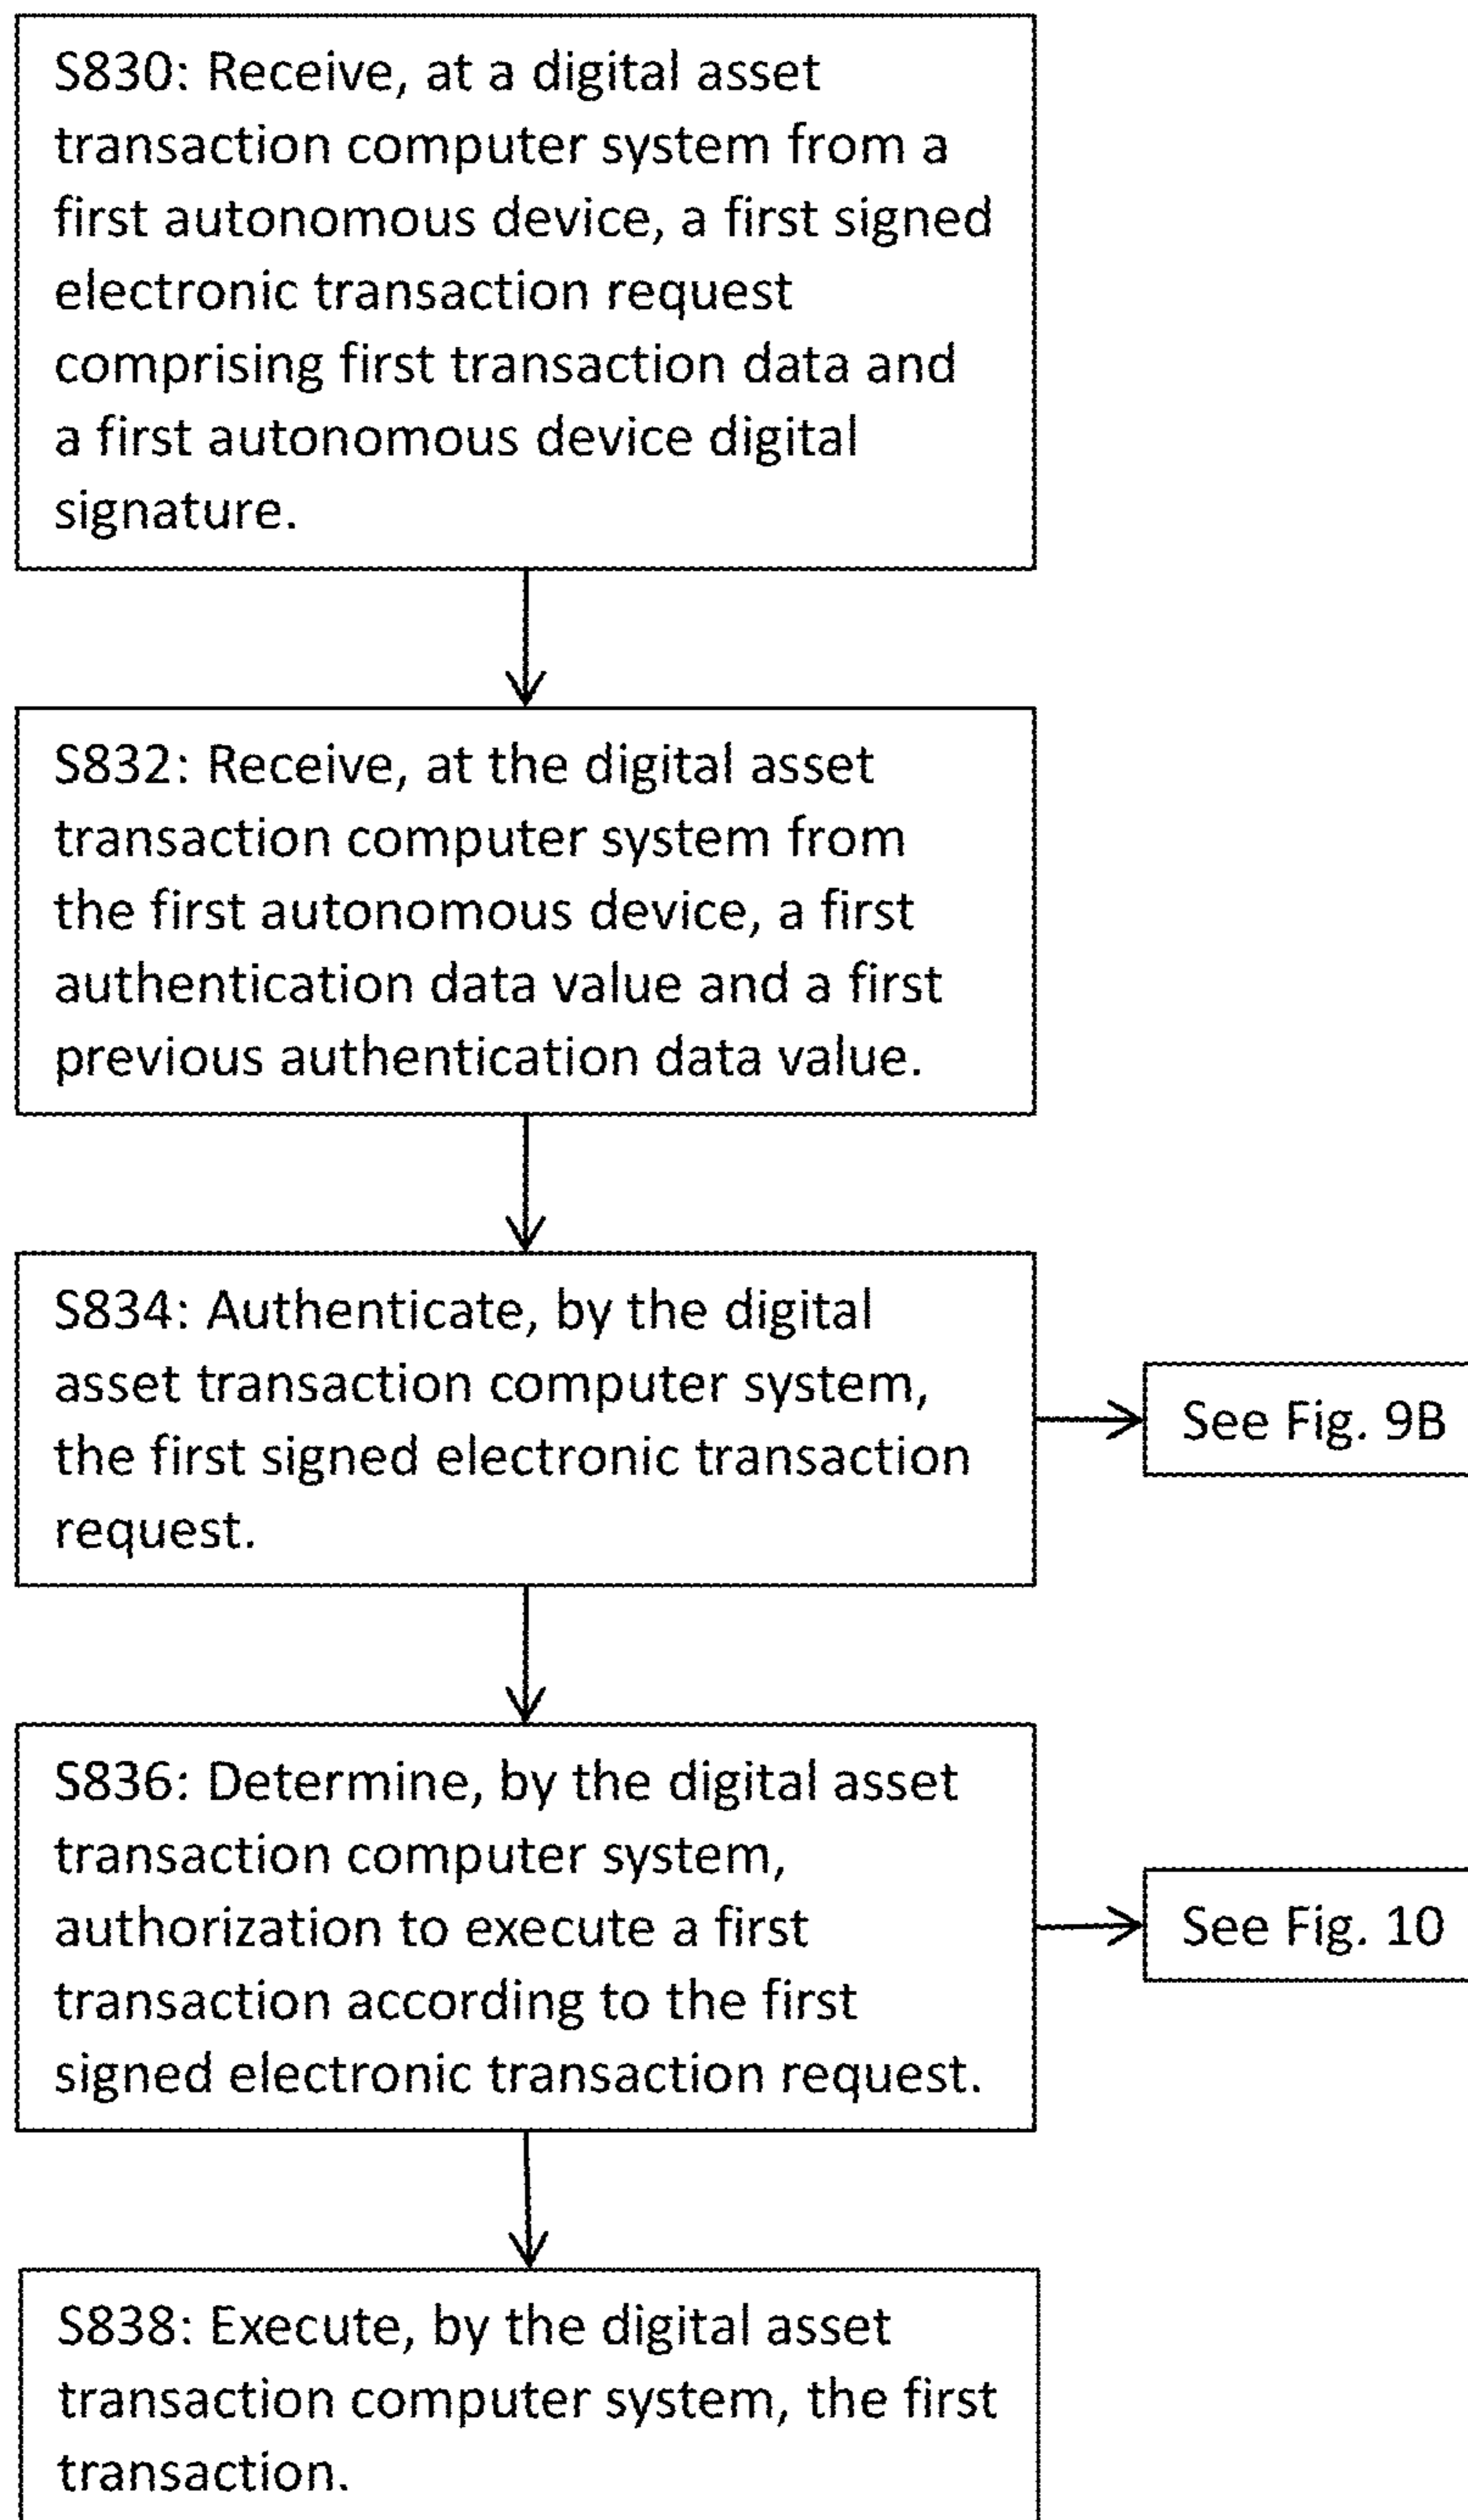 S830: Receive, at a digital asset
transaction computer system from a
first autonomous device, a first signed
electronic transaction request
comprising first transaction data and
a first autonomous device digital
signature.
S832: Receive, at the digital asset
transaction computer system from
the first autonomous device, a first
authentication data value and a first
previous authentication data value.
S834: Authenticate, by the digital
asset transaction computer system,
the first signed electronic transaction
request.
See Fig. 9B
S836: Determine, by the digital asset
transaction computer system,
authorization to execute a first
transaction according to the first
signed electronic transaction request.
See Fig. 10
S838: Execute, by the digital asset
transaction computer system, the first
transaction.